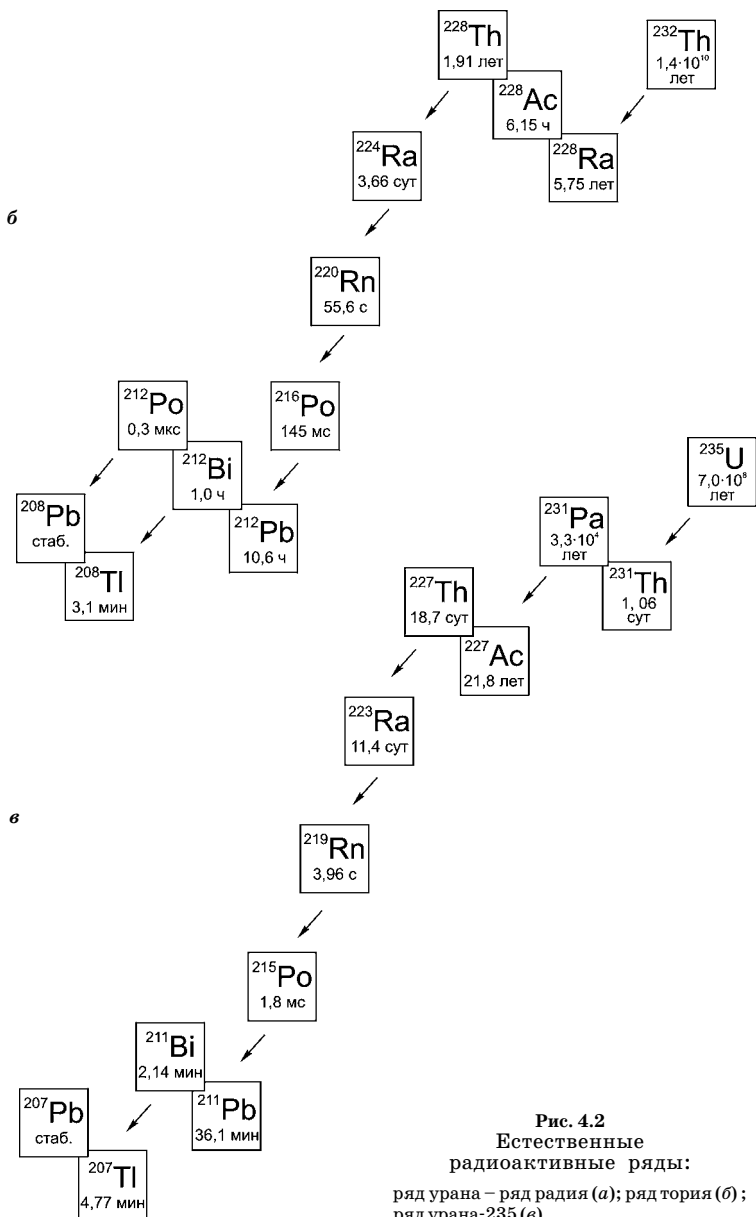 ²²⁸Th
1,91 лет
²³²Th
1,4·10¹⁰
лет
²²⁸Ac
6,15 ч
²²⁴Ra
3,66 сут
²²⁸Ra
5,75 лет
б
²²⁰Rn
55,6 с
²¹²Po
0,3 мкс
²¹⁶Po
145 мс
²¹²Bi
1,0 ч
²⁰⁸Pb
стаб.
²¹²Pb
10,6 ч
²⁰⁸Tl
3,1 мин
²³⁵U
7,0·10⁸
лет
²³¹Pa
3,3·10⁴
лет
²³¹Th
1, 06
сут
²²⁷Th
18,7 сут
²²⁷Ac
21,8 лет
²²³Ra
11,4 сут
в
²¹⁹Rn
3,96 с
²¹⁵Po
1,8 мс
²¹¹Bi
2,14 мин
²¹¹Pb
36,1 мин
²⁰⁷Pb
стаб.
²⁰⁷Tl
4,77 мин
Рис. 4.2
Естественные
радиоактивные ряды:
ряд урана – ряд радия (а); ряд тория (б);
ряд урана-235 (в)